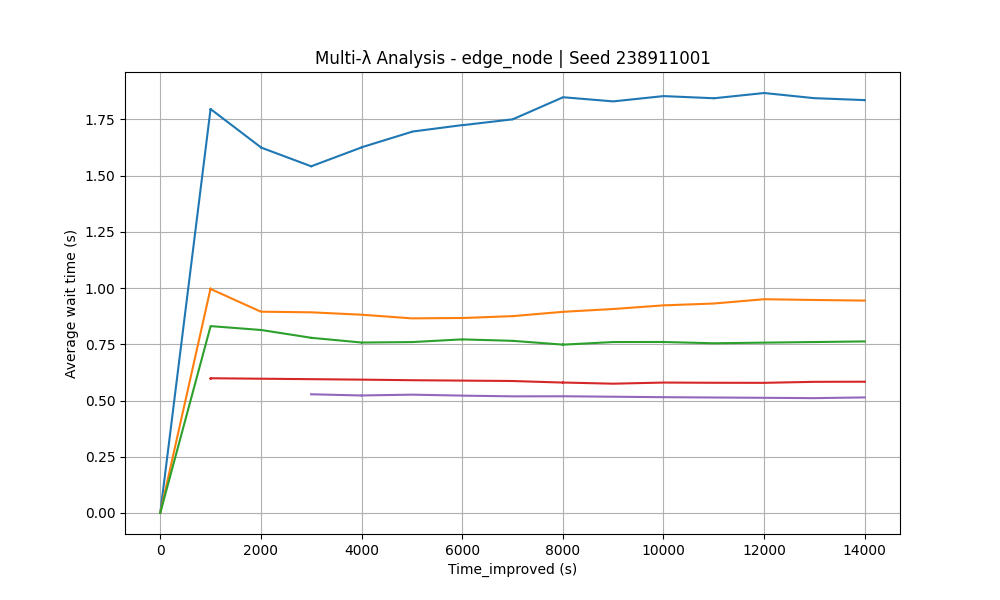 Multi-λ Analysis - edge_node | Seed 238911001
Average wait time (s)
1.75
1.50
1.25
1.00
0.75
0.50
0.25
0.00
0 2000 4000 6000 8000 10000 12000 14000
Time_improved (s)